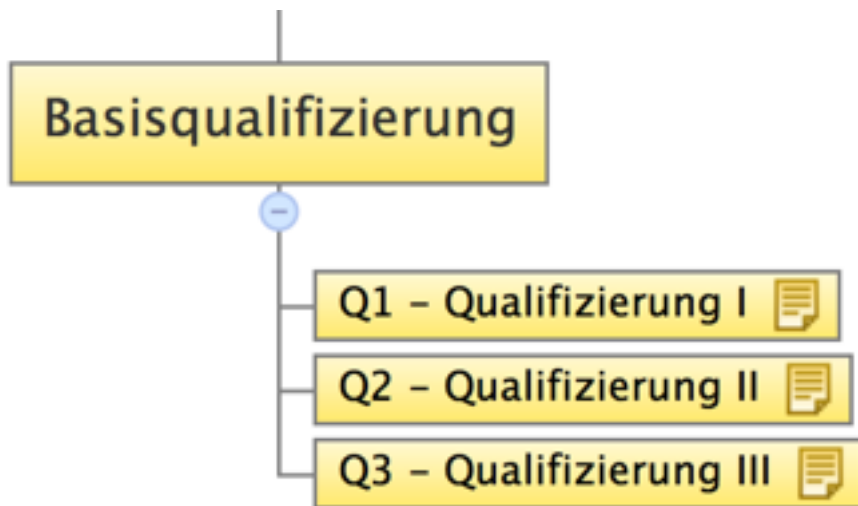 Basisqualifizierung
Q1 – Qualifizierung I
Q2 – Qualifizierung II
Q3 – Qualifizierung III